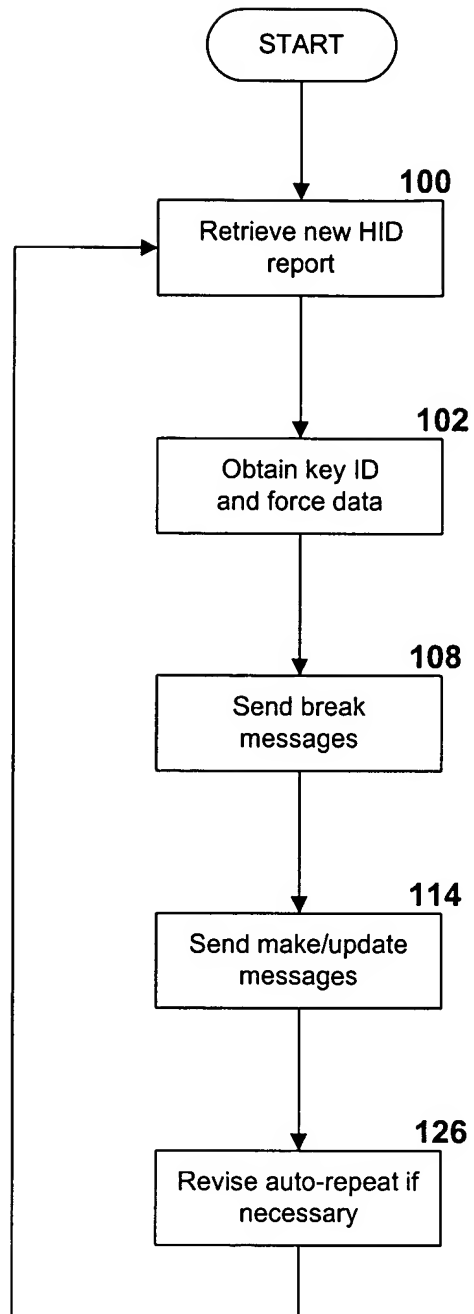 START
100
Retrieve new HID
report
102
Obtain key ID
and force data
108
Send break
messages
114
Send make/update
messages
126
Revise auto-repeat if
necessary